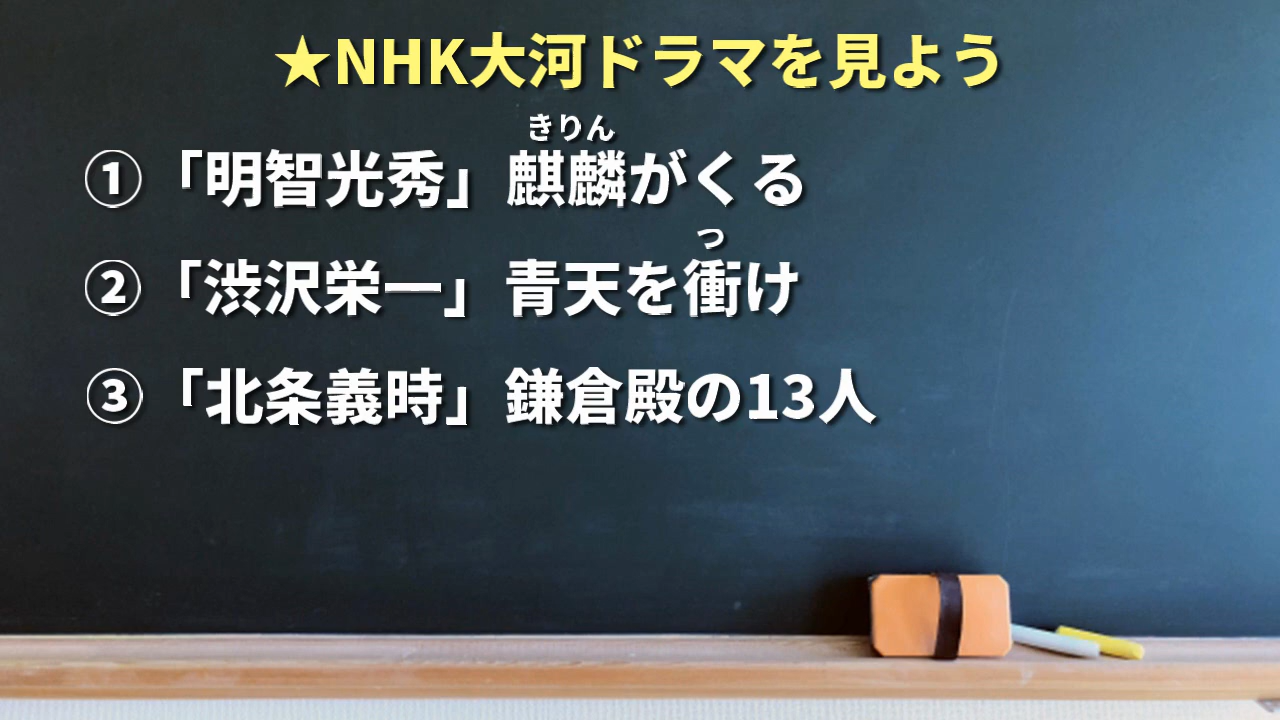 ★NHK大河ドラマを見よう
きりん
①「明智光秀」麒麟がくる
っ
②「渋沢栄一」青天を衝け
③「北条義時」鎌倉殿の13人